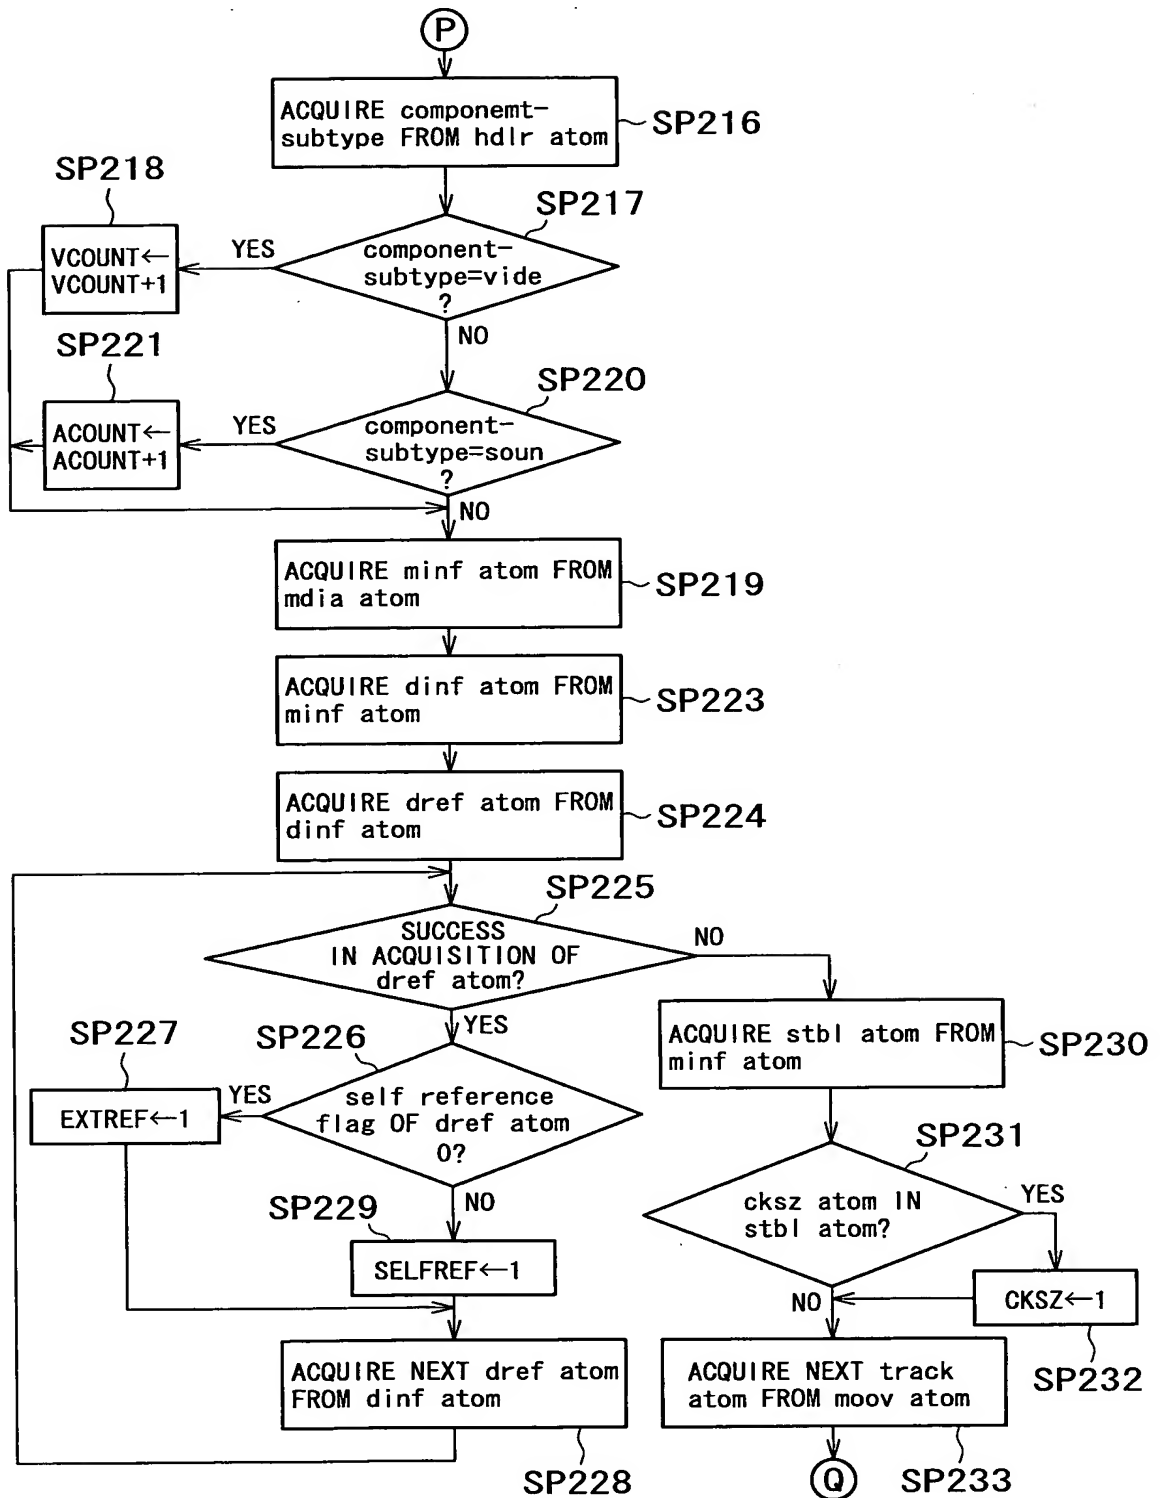 P
ACQUIRE componemt-
subtype FROM hdlr atom
SP216
SP218
SP217
VCOUNT←
VCOUNT+1
YES
component-
subtype=vide
?
NO
SP221
SP220
ACOUNT←
ACOUNT+1
YES
component-
subtype=soun
?
NO
ACQUIRE minf atom FROM
mdia atom
SP219
ACQUIRE dinf atom FROM
minf atom
SP223
ACQUIRE dref atom FROM
dinf atom
SP224
SP225
SUCCESS
IN ACQUISITION OF
dref atom?
NO
YES
SP227
SP226
ACQUIRE stbl atom FROM
minf atom
SP230
EXTREF←1
YES
self reference
flag OF dref atom
0?
NO
SP231
cksz atom IN
stbl atom?
YES
SP229
SELFREF←1
NO
CKSZ←1
SP232
ACQUIRE NEXT dref atom
FROM dinf atom
SP228
ACQUIRE NEXT track
atom FROM moov atom
SP233
Q